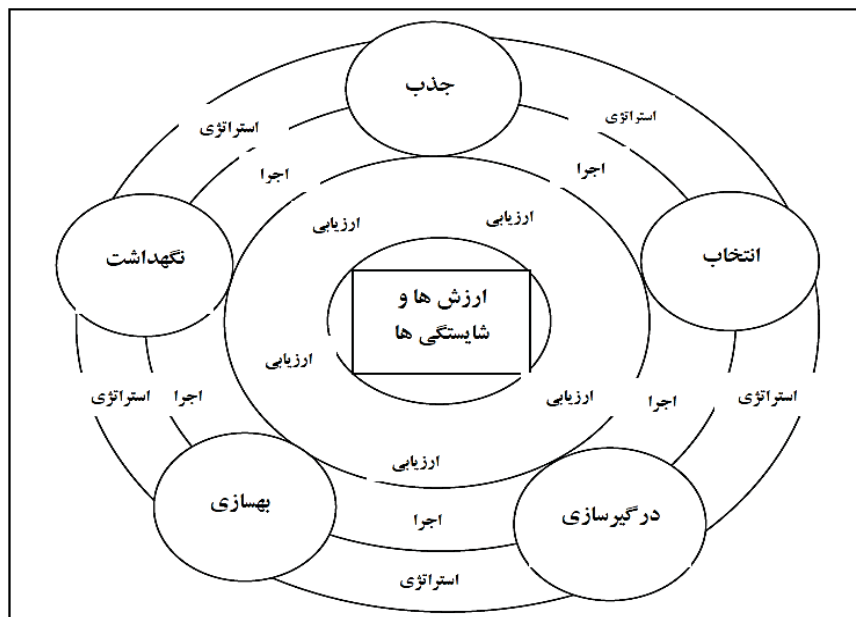 جذب
استراتژی
استراتژی
اجرا
اجرا
ارزیابی
ارزیابی
انتخاب
نگهداشت
ارزش ها و
شایستگی ها
ارزیابی
استراتژی
اجرا
ارزیابی
اجرا
استراتژی
ارزیابی
بهسازی
درگیرسازی
اجرا
استراتژی